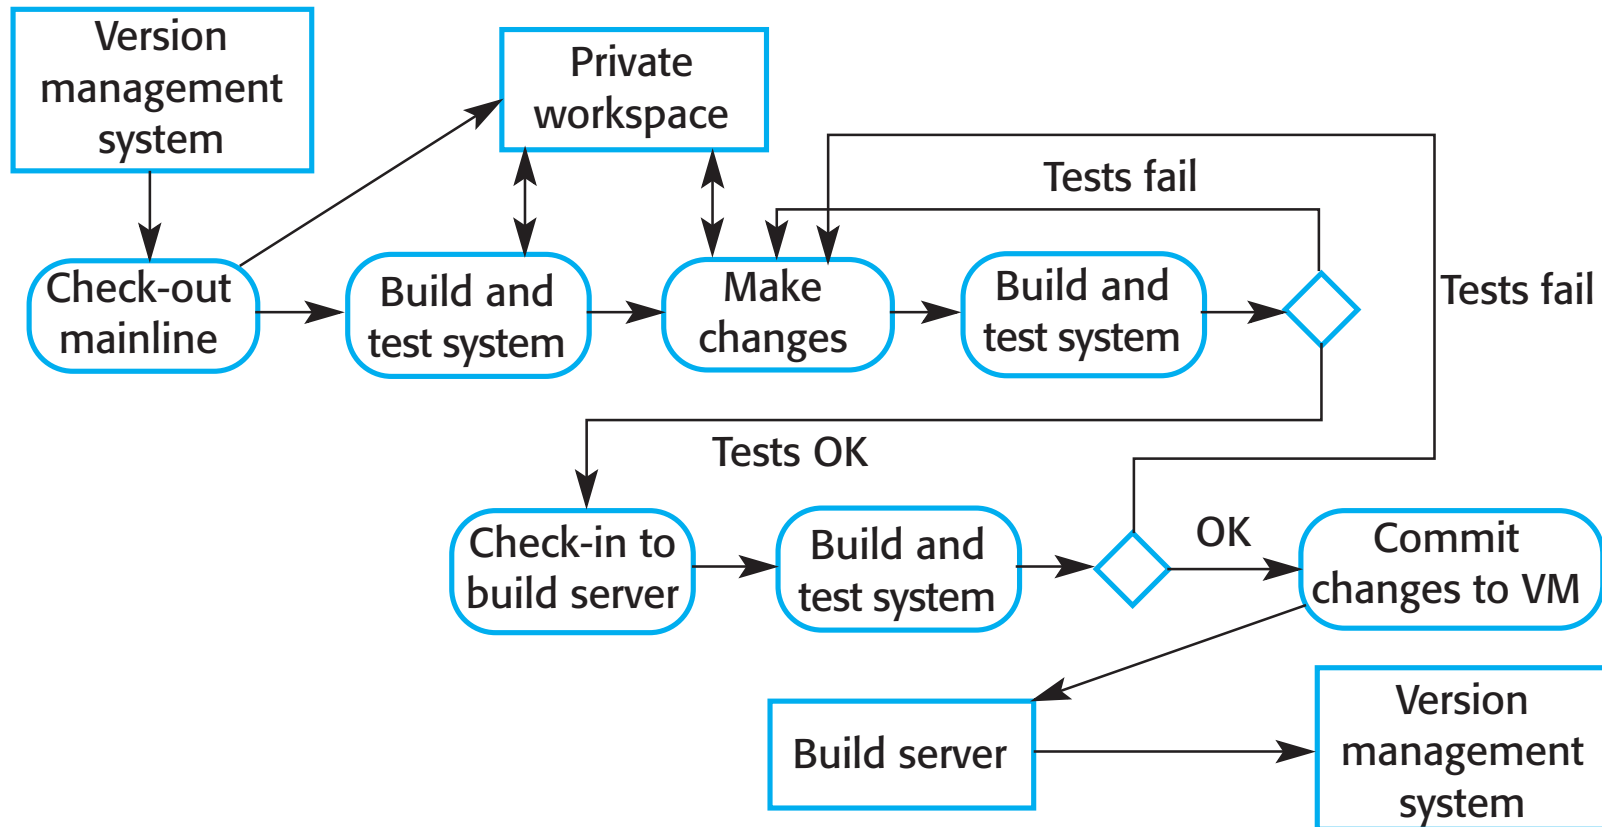 Version
management
system
Private
workspace
Tests fail
Check-out
mainline
Build and
test system
Make
changes
Build and
test system
Tests fail
Tests OK
Check-in to
build server
Build and
test system
OK
Commit
changes to VM
Build server
Version
management
system